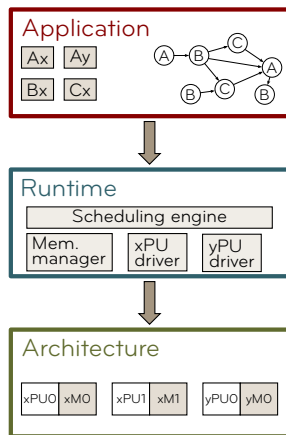 Application
Ax Ay
Bx Cx
A B C A
B C B
Runtime
Scheduling engine
Mem. manager
xPU driver
yPU driver
Architecture
xPU0 xM0 xPU1 xM1 yPU0 yM0